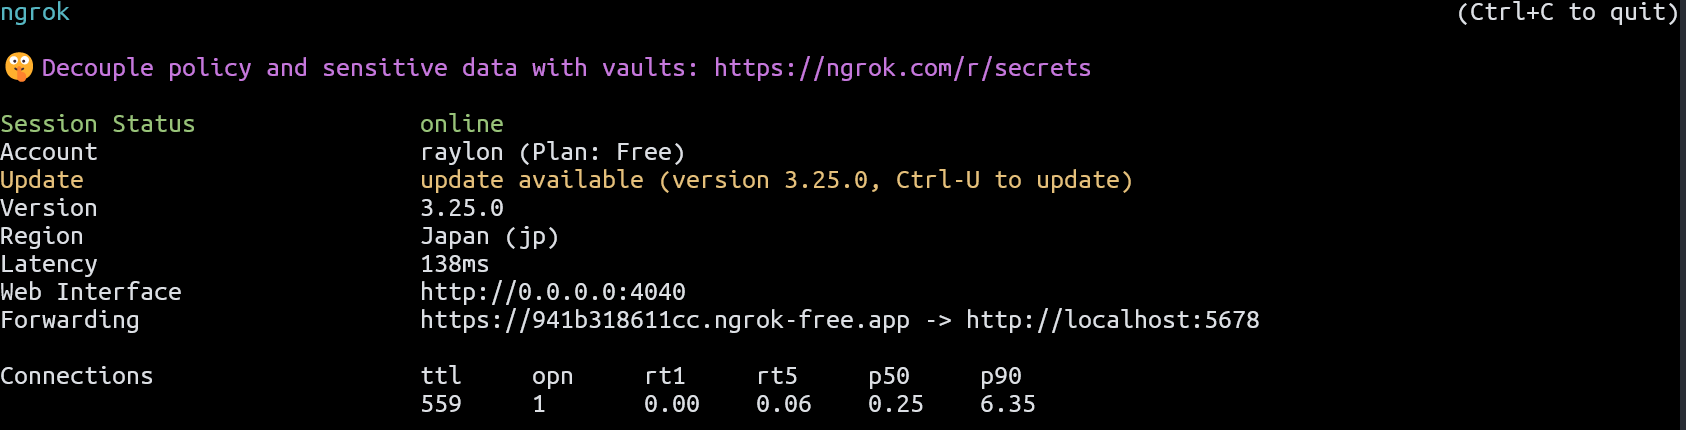 ngrok (Ctrl+C to quit)
Decouple policy and sensitive data with vaults: https://ngrok.com/r/secrets
Session Status online
Account raylon (Plan: Free)
Update update available (version 3.25.0, Ctrl-U to update)
Version 3.25.0
Region Japan (jp)
Latency 138ms
Web Interface http://0.0.0.0:4040
Forwarding https://941b318611cc.ngrok-free.app -> http://localhost:5678
Connections ttl opn rt1 rt5 p50 p90
559 1 0.00 0.06 0.25 6.35